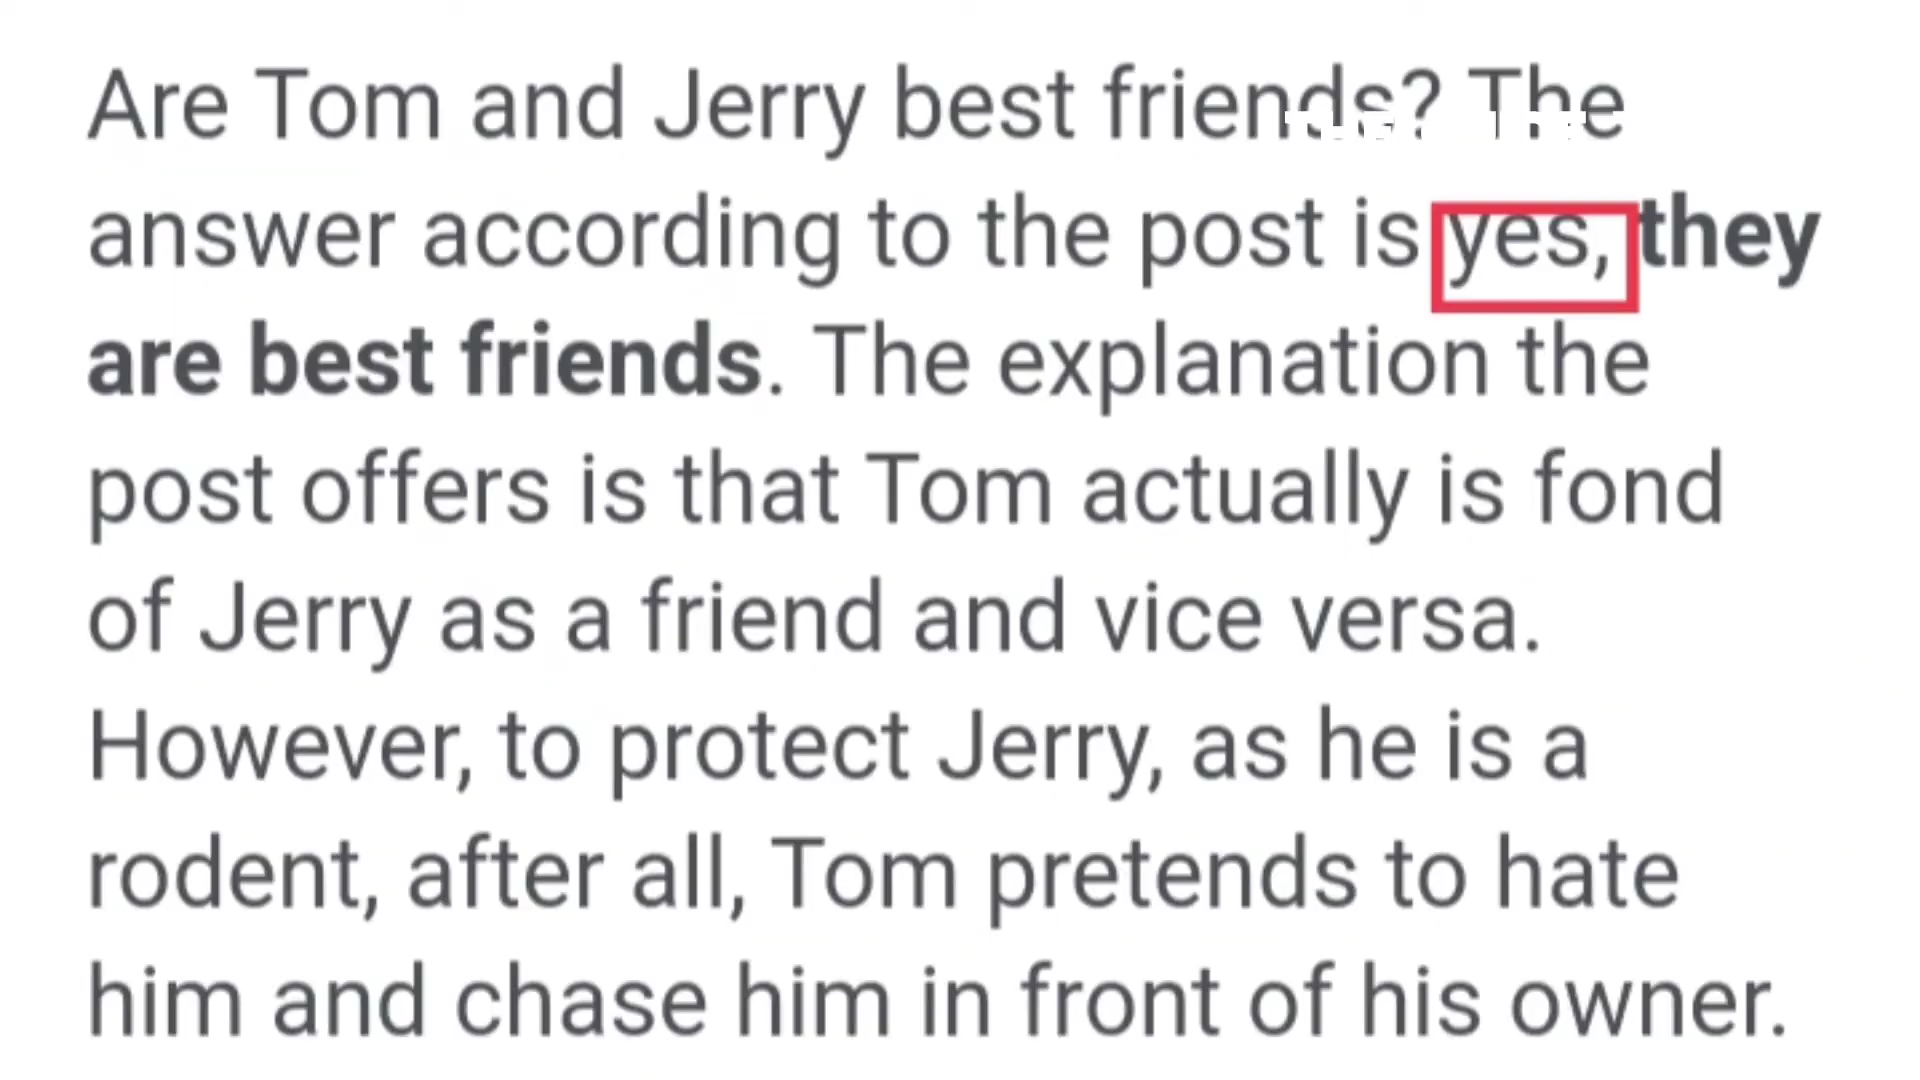 Are Tom and Jerry best friends? The
answer according to the post is yes, they
are best friends. The explanation the
post offers is that Tom actually is fond
of Jerry as a friend and vice versa.
However, to protect Jerry, as he is a
rodent, after all, Tom pretends to hate
him and chase him in front of his owner.